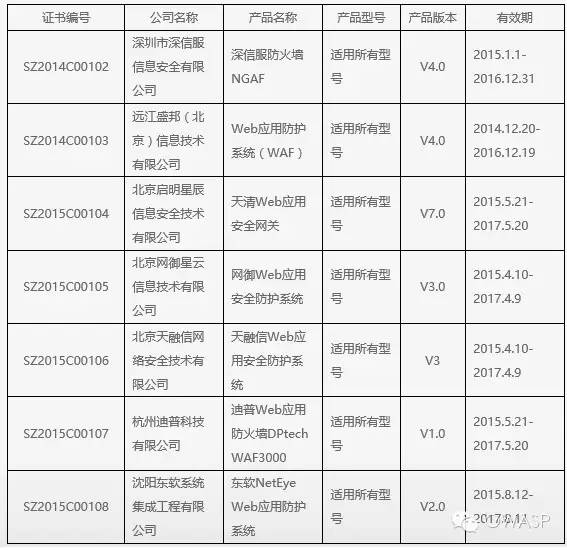 证书编号 公司名称 产品名称 产品型号 产品版本 有效期
SZ2014C00102
深圳市深信服
信息安全有限
公司
深信服防火墙
NGAF
适用所有型
号
V4.0
2015.1.1-
2016.12.31
SZ2014C00103
远江盛邦（北
京）信息技术
有限公司
Web应用防护
系统（WAF）
适用所有型
号
V4.0
2014.12.20-
2016.12.19
SZ2015C00104
北京启明星辰
信息安全技术
有限公司
天清Web应用
安全网关
适用所有型
号
V7.0
2015.5.21-
2017.5.20
SZ2015C00105
北京网御星云
信息技术有限
公司
网御Web应用
安全防护系统
适用所有型
号
V3.0
2015.4.10-
2017.4.9
SZ2015C00106
北京天融信网
络安全技术有
限公司
天融信Web应
用安全防护系
统
适用所有型
号
V3
2015.4.10-
2017.4.9
SZ2015C00107
杭州迪普科技
有限公司
迪普Web应用
防火墙DPtech
WAF3000
适用所有型
号
V1.0
2015.5.21-
2017.5.20
SZ2015C00108
沈阳东软系统
集成工程有限
公司
东软NetEye
Web应用防护
系统
适用所有型
号
V2.0
2015.8.12-
2017.8.11
OWASP